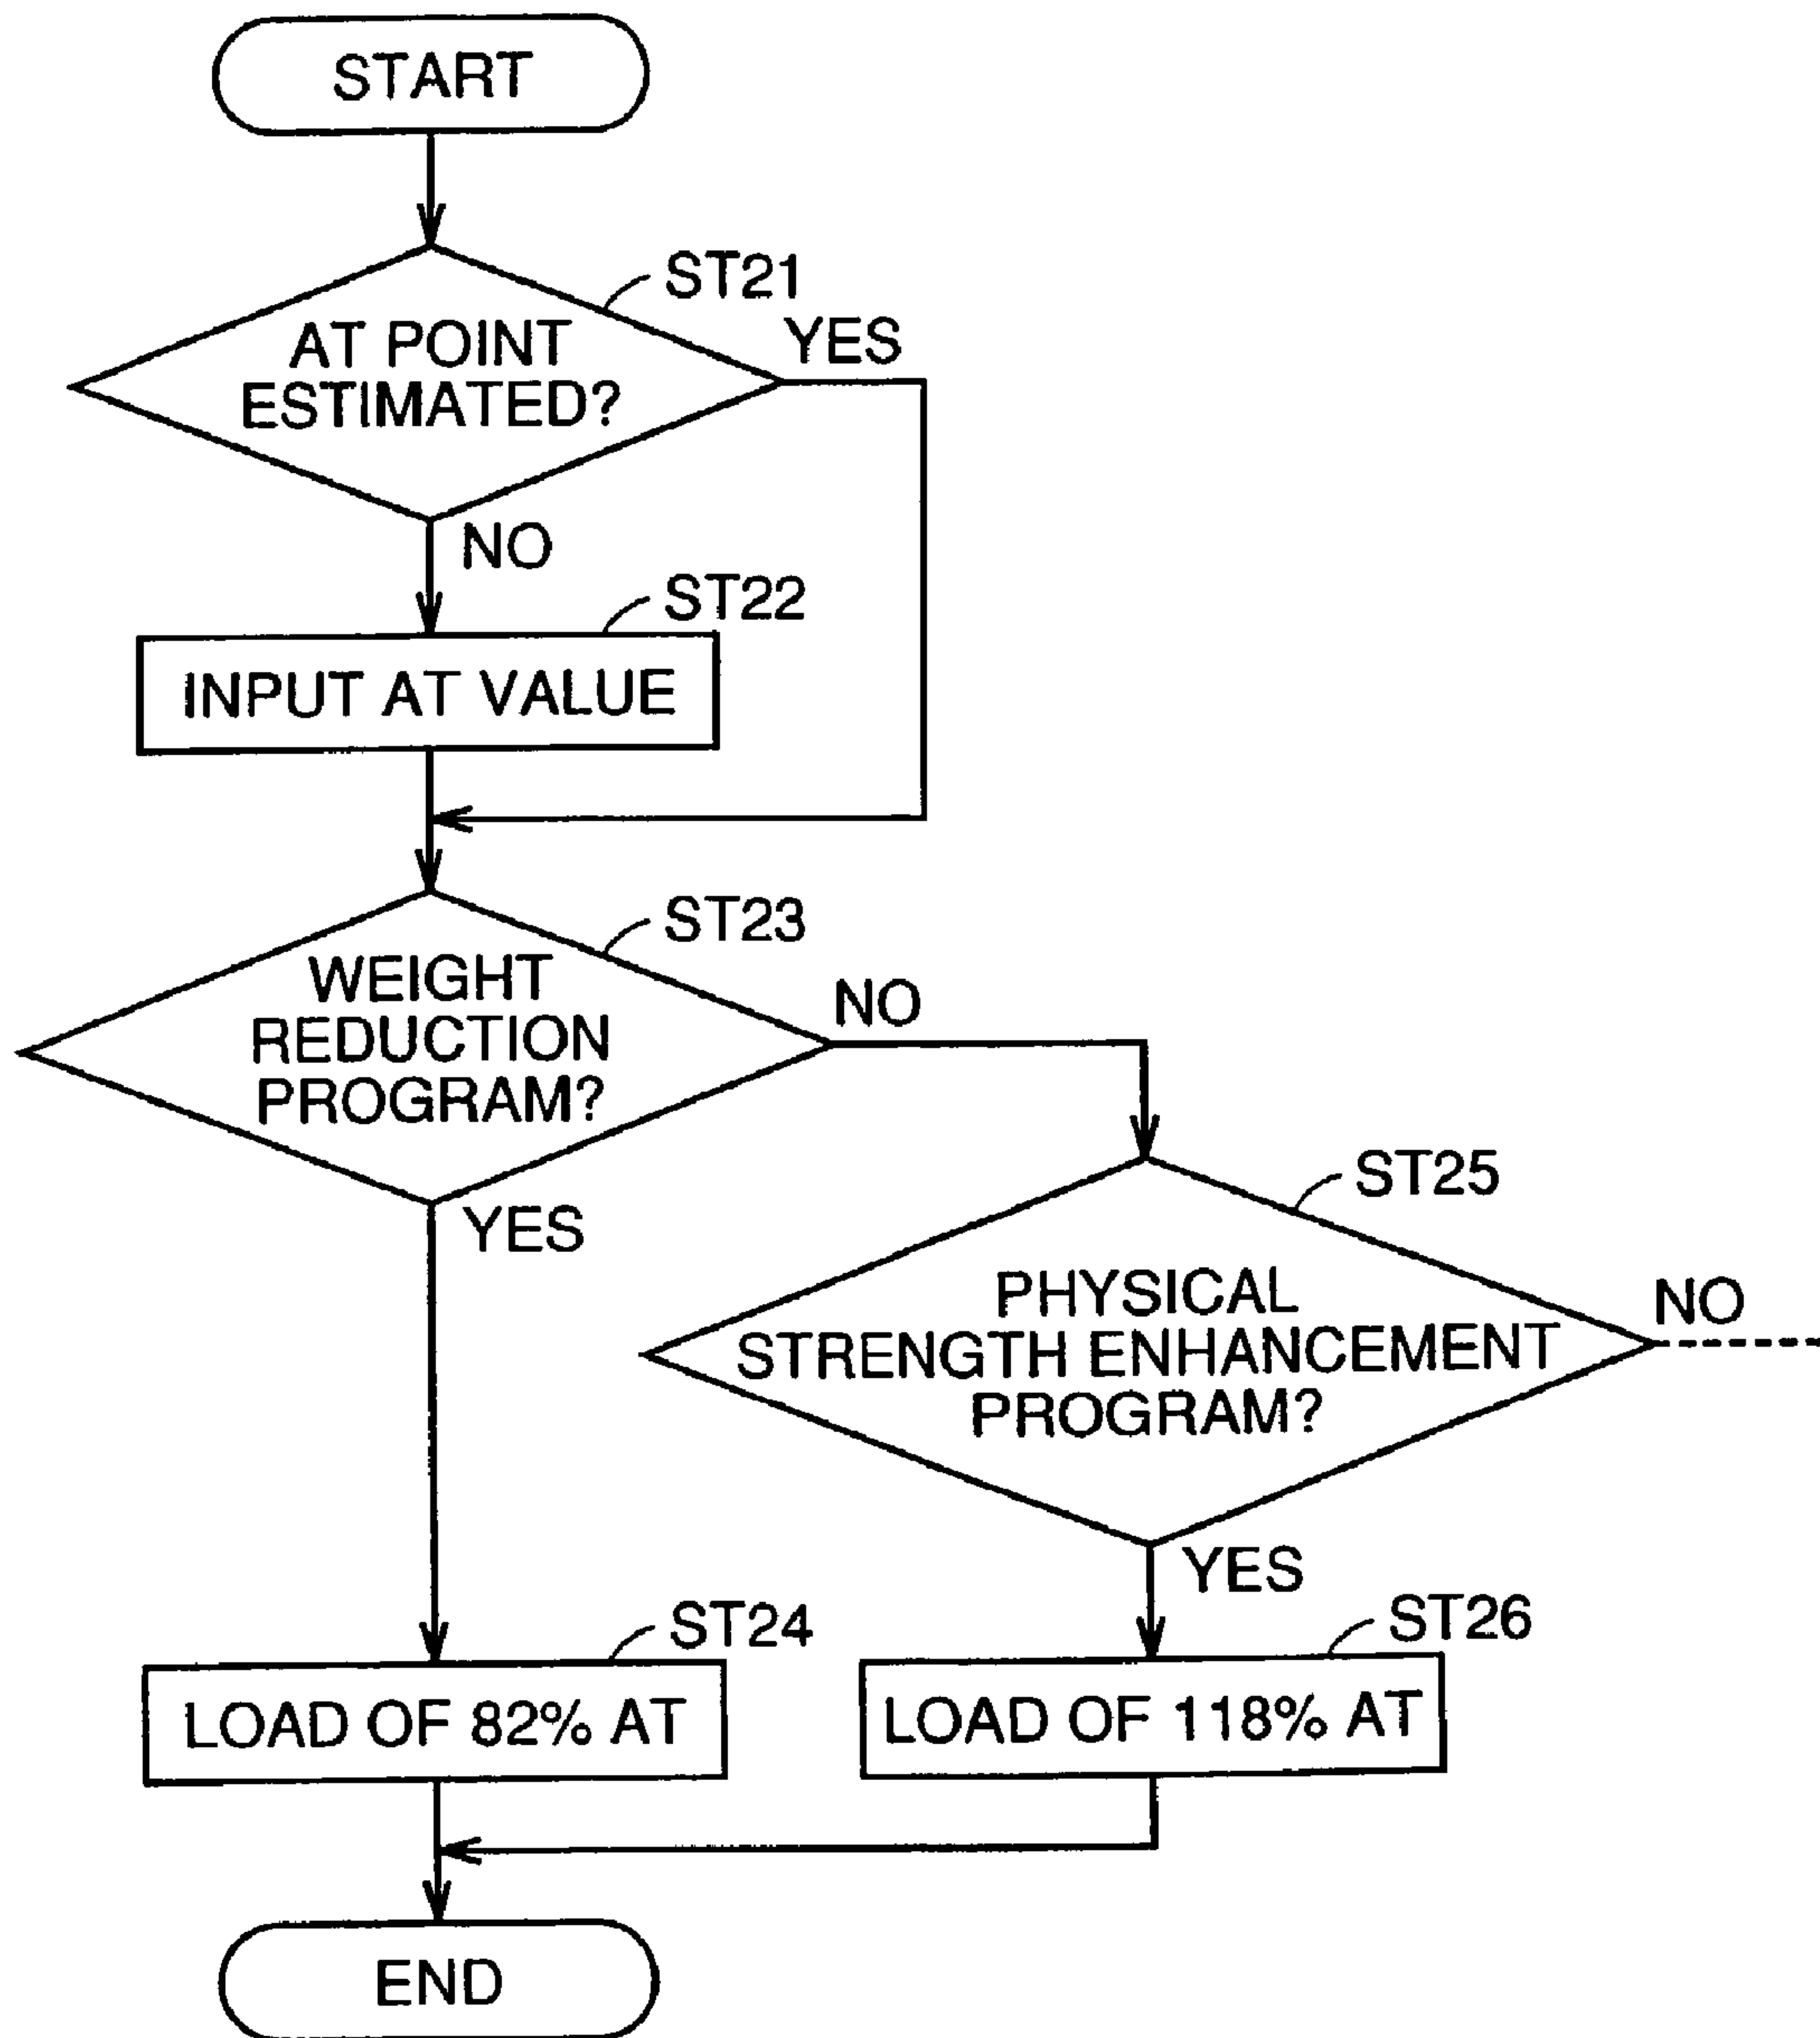 START
ST21
AT POINT
ESTIMATED?
YES
NO
ST22
INPUT AT VALUE
ST23
WEIGHT
REDUCTION
PROGRAM?
NO
YES
ST25
PHYSICAL
STRENGTH ENHANCEMENT
PROGRAM?
NO
YES
ST24
LOAD OF 82% AT
ST26
LOAD OF 118% AT
END